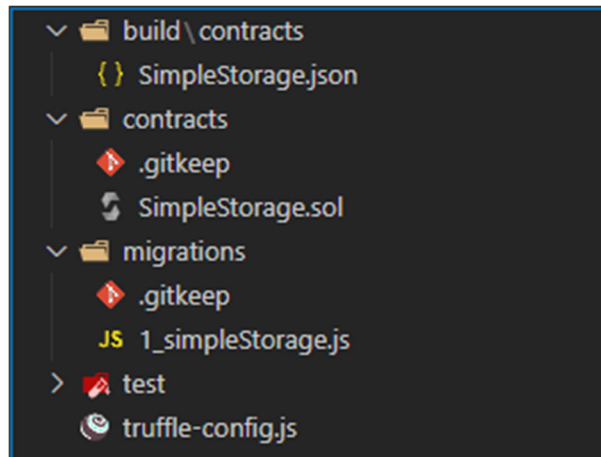 build\contracts
{} SimpleStorage.json
contracts
.gitkeep
SimpleStorage.sol
migrations
.gitkeep
JS 1_simpleStorage.js
test
truffle-config.js